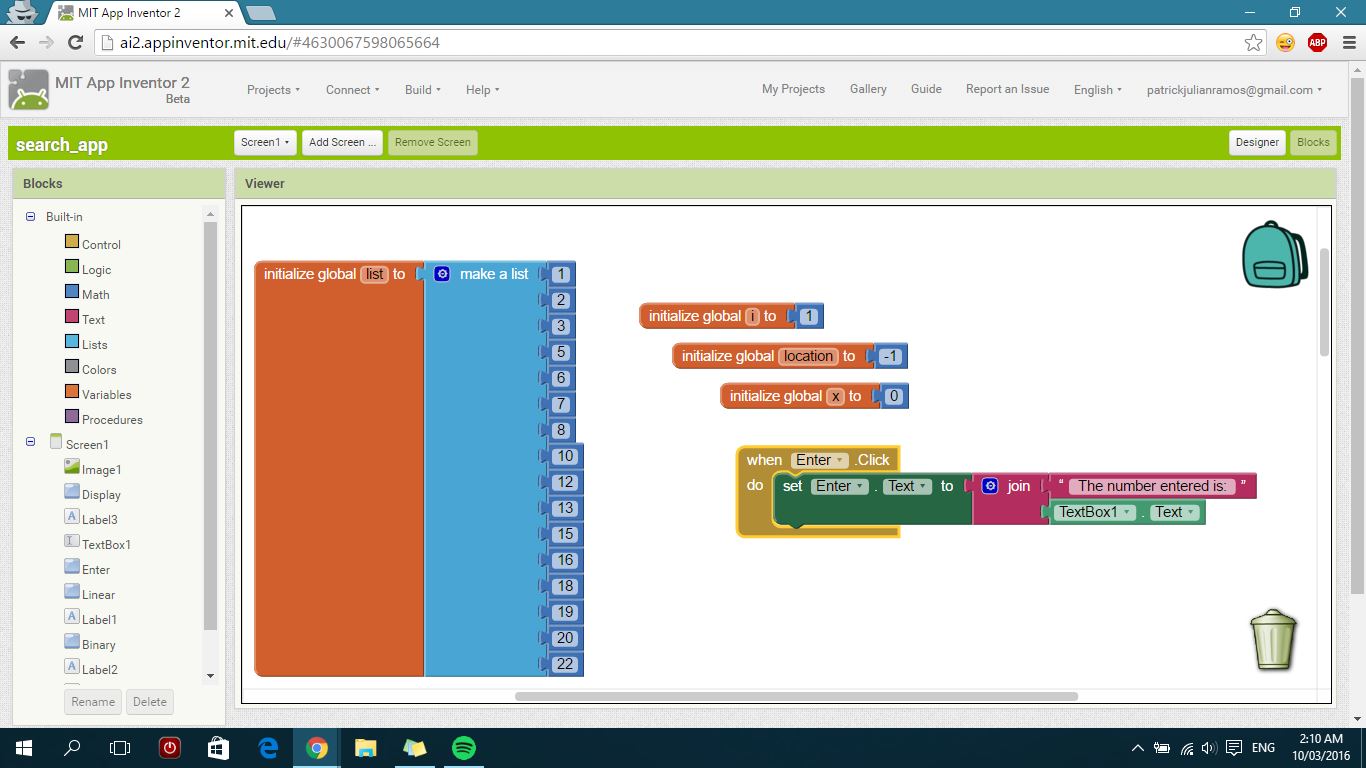 MIT App Inventor 2
ai2.appinventor.mit.edu/#4630067598065664
ABP
MIT App Inventor 2
Beta
Projects
Connect
Build
Help
My Projects
Gallery
Guide
Report an Issue
English
patrickjulianramos@gmail.com
search_app
Screen1
Add Screen ...
Remove Screen
Designer
Blocks
Blocks
Built-in
Control
Logic
Math
Text
Lists
Colors
Variables
Procedures
Screen1
Image1
Display
Label3
TextBox1
Enter
Linear
Label1
Binary
Label2
Rename
Delete
Viewer
initialize global list to make a list 1
2
3
5
6
7
8
10
12
13
15
16
18
19
20
22
initialize global i to 1
initialize global location to -1
initialize global x to 0
when Enter .Click
do set Enter . Text to join “ The number entered is: ”
TextBox1 . Text
ENG
2:10 AM
10/03/2016